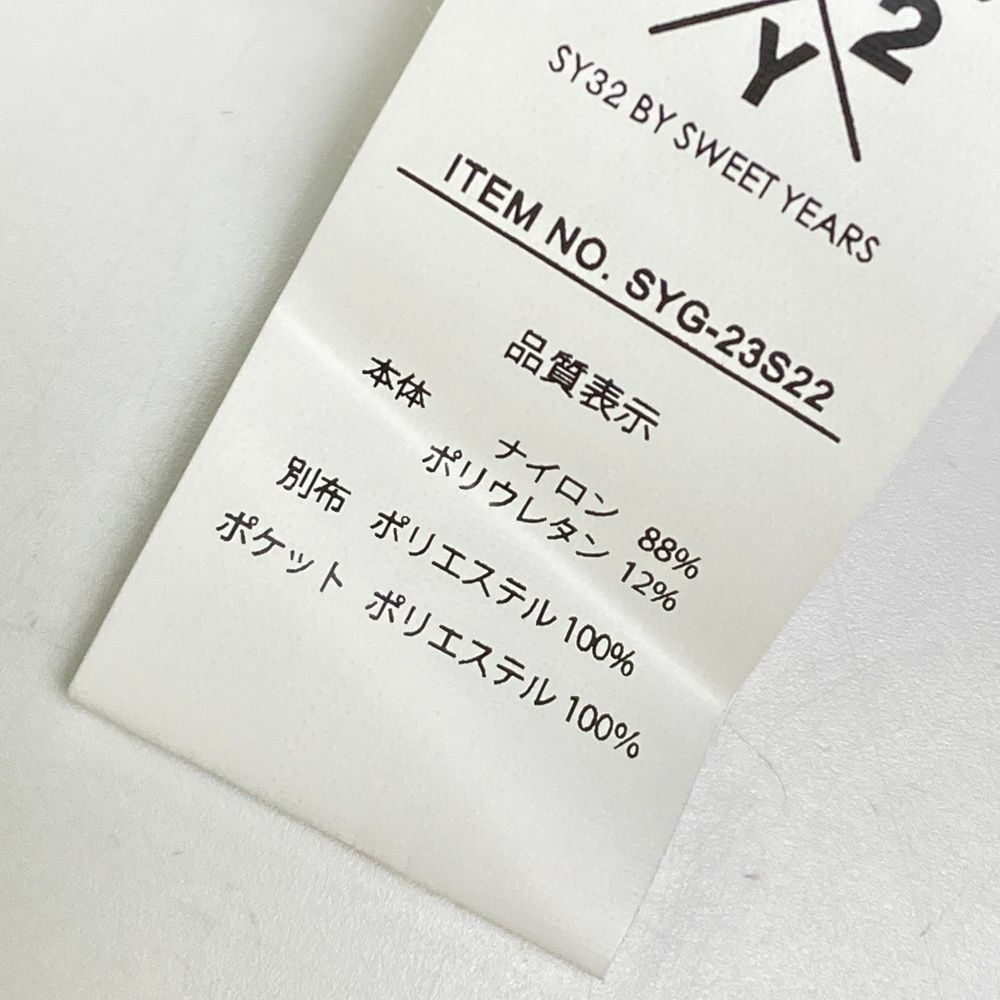 Y 2
SY32 BY SWEET YEARS
ITEM NO. SYG-23S22
品質表示
本体 ナイロン 88%
ポリウレタン 12%
別布 ポリエステル 100%
ポケット ポリエステル 100%